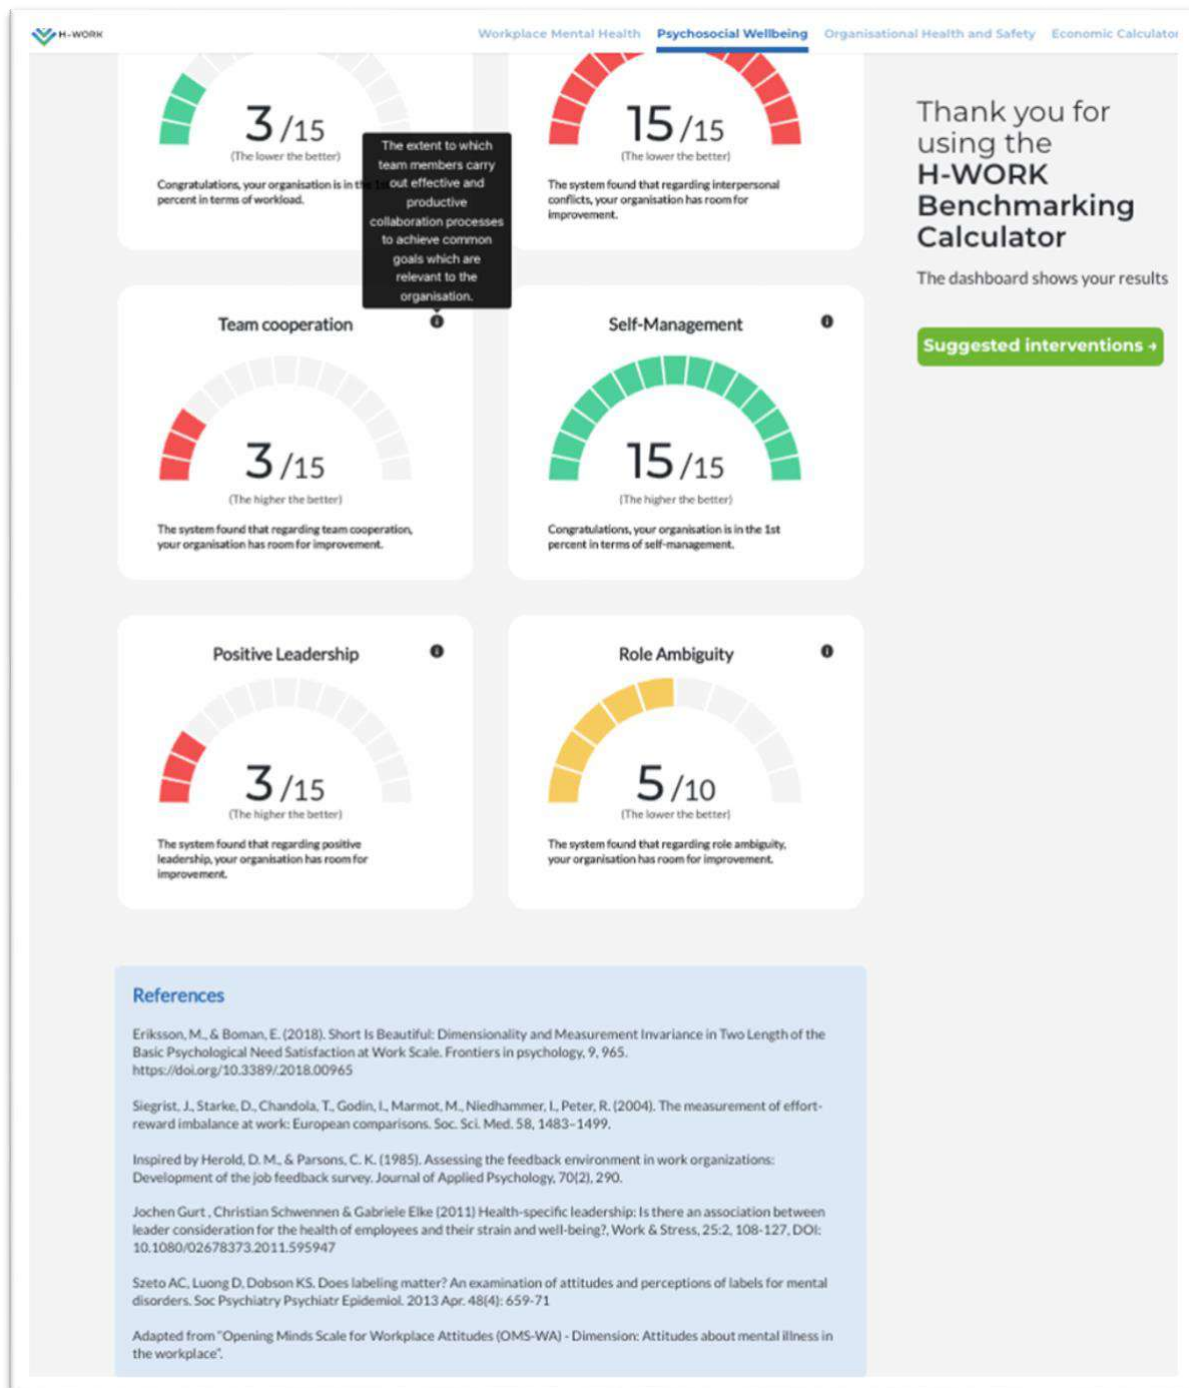 H-WORK
Workplace Mental Health
Psychosocial Wellbeing
Organisational Health and Safety
Economic Calculator
3 /15
(The lower the better)
Congratulations, your organisation is in the 1st
percent in terms of workload.
The extent to which
team members carry
out effective and
productive
collaboration processes
to achieve common
goals which are
relevant to the
organisation.
15 /15
(The lower the better)
The system found that regarding interpersonal
conflicts, your organisation has room for
improvement.
Thank you for
using the
H-WORK
Benchmarking
Calculator
The dashboard shows your results
Suggested interventions →
Team cooperation
3 /15
(The higher the better)
The system found that regarding team cooperation,
your organisation has room for improvement.
Self-Management
15 /15
(The higher the better)
Congratulations, your organisation is in the 1st
percent in terms of self-management.
Positive Leadership
3 /15
(The higher the better)
The system found that regarding positive
leadership, your organisation has room for
improvement.
Role Ambiguity
5 /10
(The lower the better)
The system found that regarding role ambiguity,
your organisation has room for improvement.
References
Eriksson, M., & Boman, E. (2018). Short Is Beautiful: Dimensionality and Measurement Invariance in Two Length of the
Basic Psychological Need Satisfaction at Work Scale. Frontiers in psychology, 9, 965.
https://doi.org/10.3389/.2018.00965
Siegrist, J., Starke, D., Chandola, T., Godin, I., Marmot, M., Niedhammer, I., Peter, R. (2004). The measurement of effort-
reward imbalance at work: European comparisons. Soc. Sci. Med. 58, 1483–1499.
Inspired by Herold, D. M., & Parsons, C. K. (1985). Assessing the feedback environment in work organizations:
Development of the job feedback survey. Journal of Applied Psychology, 70(2), 290.
Jochen Gurt , Christian Schwennen & Gabriele Elke (2011) Health-specific leadership: Is there an association between
leader consideration for the health of employees and their strain and well-being?, Work & Stress, 25:2, 108-127, DOI:
10.1080/02678373.2011.595947
Szeto AC, Luong D, Dobson KS. Does labeling matter? An examination of attitudes and perceptions of labels for mental
disorders. Soc Psychiatry Psychiatr Epidemiol. 2013 Apr. 48(4): 659-71
Adapted from "Opening Minds Scale for Workplace Attitudes (OMS-WA) - Dimension: Attitudes about mental illness in
the workplace".